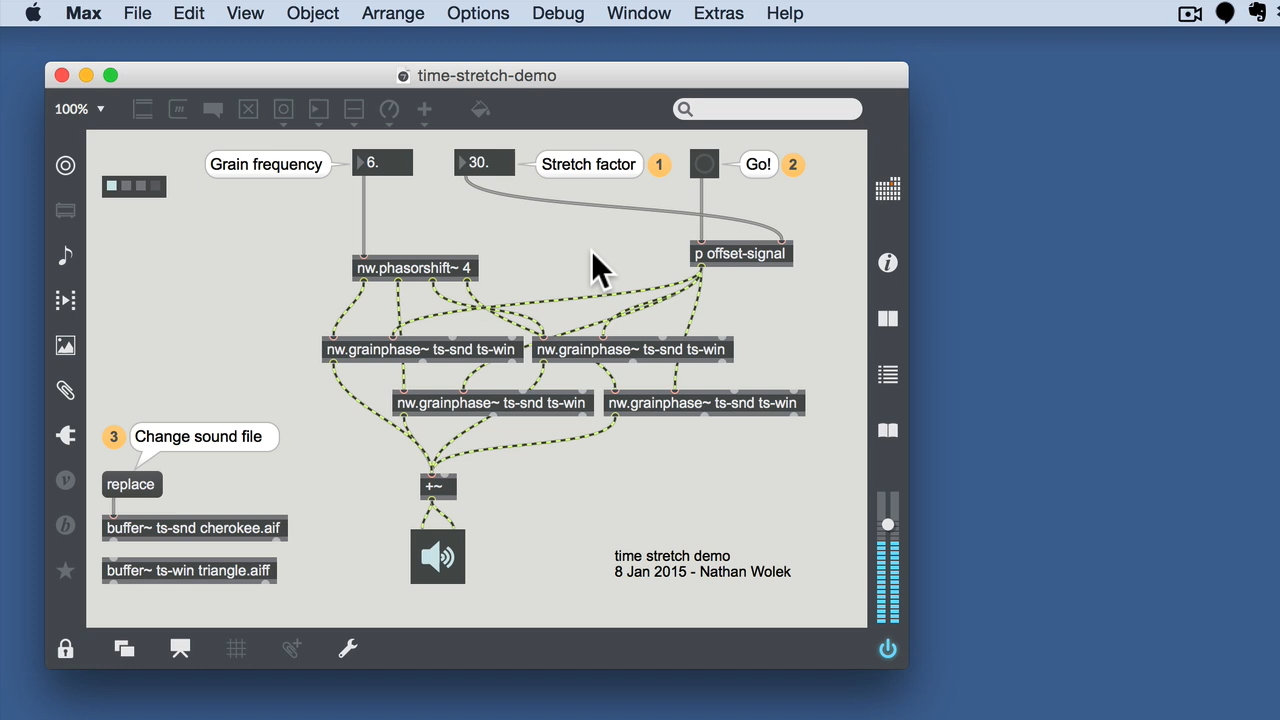 Max File Edit View Object Arrange Options Debug Window Extras Help
time-stretch-demo
100%
Grain frequency 6. 30. Stretch factor 1 Go! 2
p offset-signal
nw.phasorshift~ 4
nw.grainphase~ ts-snd ts-win nw.grainphase~ ts-snd ts-win
nw.grainphase~ ts-snd ts-win nw.grainphase~ ts-snd ts-win
3 Change sound file
replace
+~
buffer~ ts-snd cherokee.aif
buffer~ ts-win triangle.aiff
time stretch demo
8 Jan 2015 - Nathan Wolek